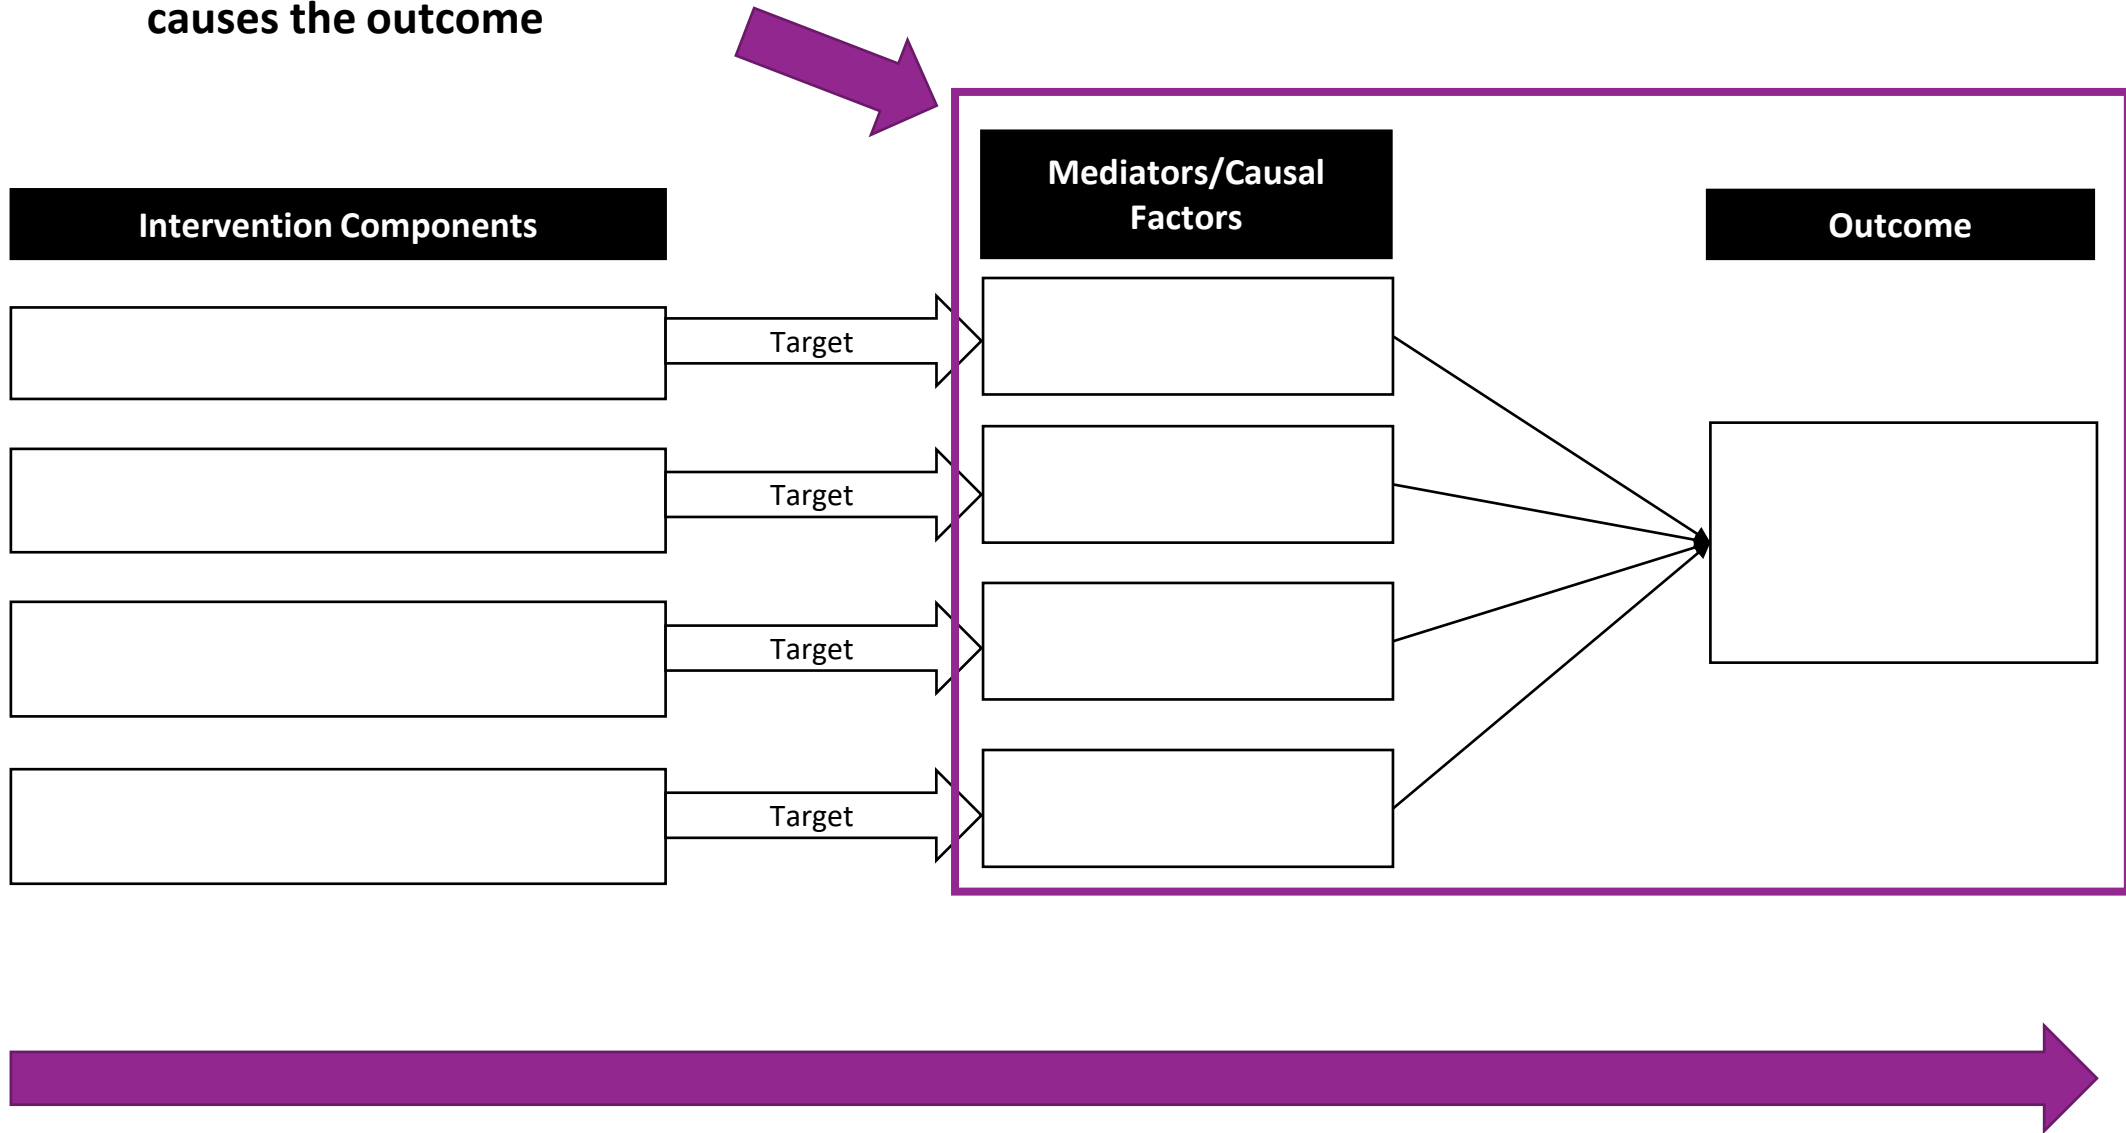 causes the outcome
Mediators/Causal
Factors
Intervention Components
Outcome
Target
Target
Target
Target